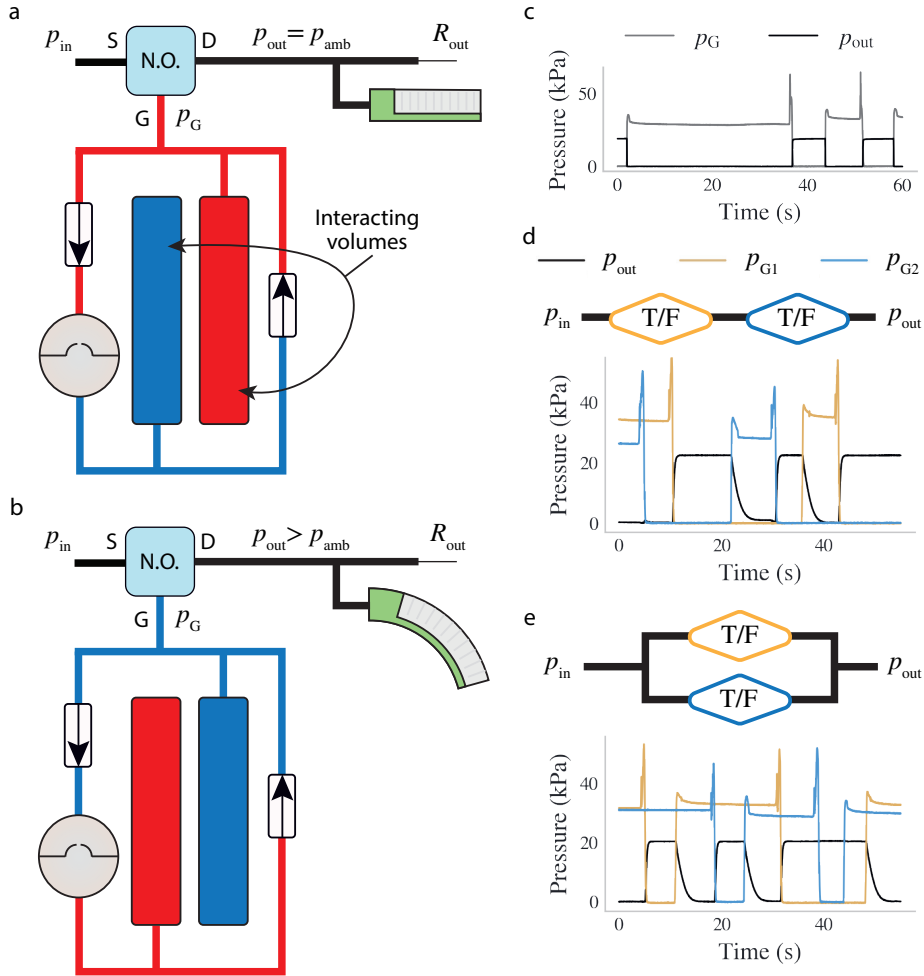 a
p_in S N.O. D p_out = p_amb R_out
G p_G
Interacting
volumes
b
p_in S N.O. D p_out > p_amb R_out
G p_G
c
p_G p_out
Pressure (kPa)
50
0
0 20 40 60
Time (s)
d
p_out p_G1 p_G2
p_in T/F T/F p_out
Pressure (kPa)
40
20
0
0 20 40
Time (s)
e
T/F
p_in p_out
T/F
Pressure (kPa)
40
20
0
0 20 40
Time (s)